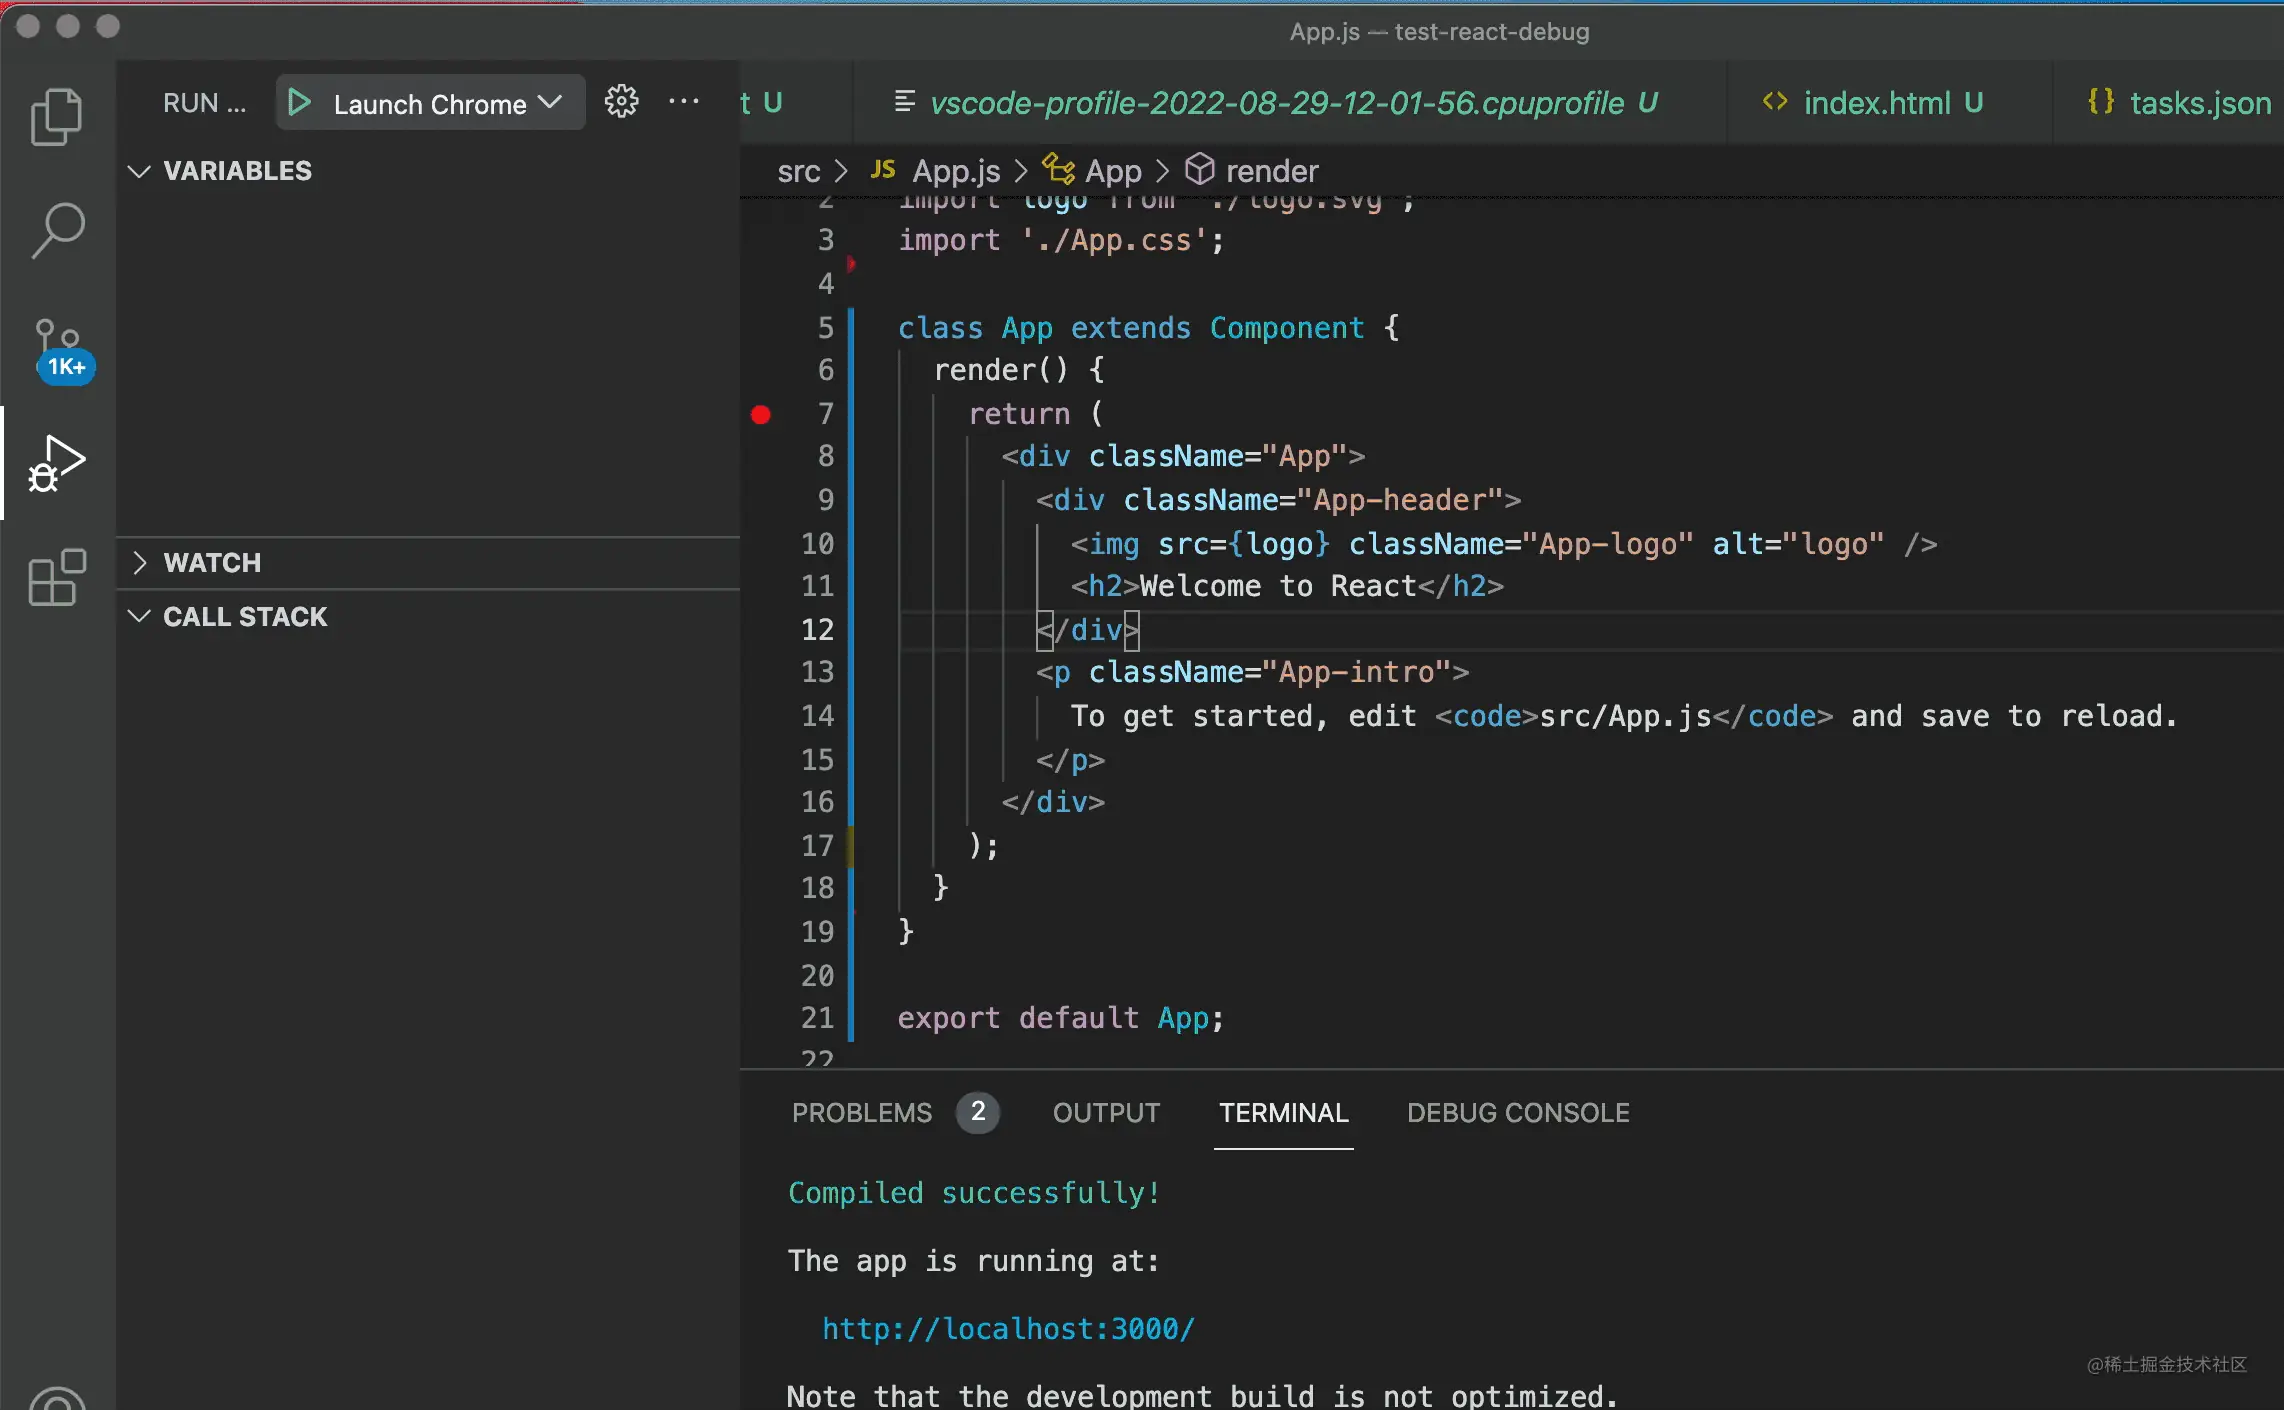 App.js — test-react-debug
RUN ...
Launch Chrome
t U
vscode-profile-2022-08-29-12-01-56.cpuprofile U
<> index.html U
{} tasks.json
VARIABLES
1K+
WATCH
CALL STACK
src > JS App.js > App > render
2 import logo from './logo.svg';
3 import './App.css';
4
5 class App extends Component {
6 render() {
7 return (
8 <div className="App">
9 <div className="App-header">
10 <img src={logo} className="App-logo" alt="logo" />
11 <h2>Welcome to React</h2>
12 </div>
13 <p className="App-intro">
14 To get started, edit <code>src/App.js</code> and save to reload.
15 </p>
16 </div>
17 );
18 }
19 }
20
21 export default App;
22
PROBLEMS 2 OUTPUT TERMINAL DEBUG CONSOLE
Compiled successfully!
The app is running at:
http://localhost:3000/
Note that the development build is not optimized.
@稀土掘金技术社区